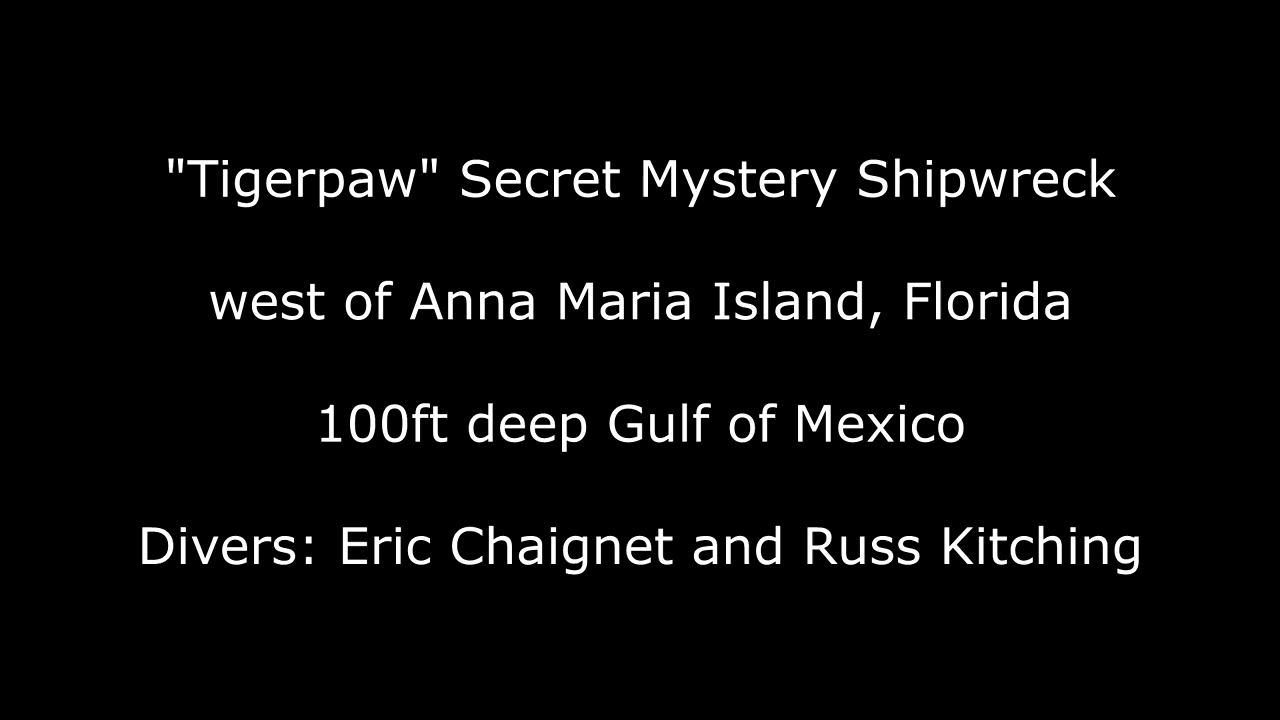 "Tigerpaw" Secret Mystery Shipwreck
west of Anna Maria Island, Florida
100ft deep Gulf of Mexico
Divers: Eric Chaignet and Russ Kitching